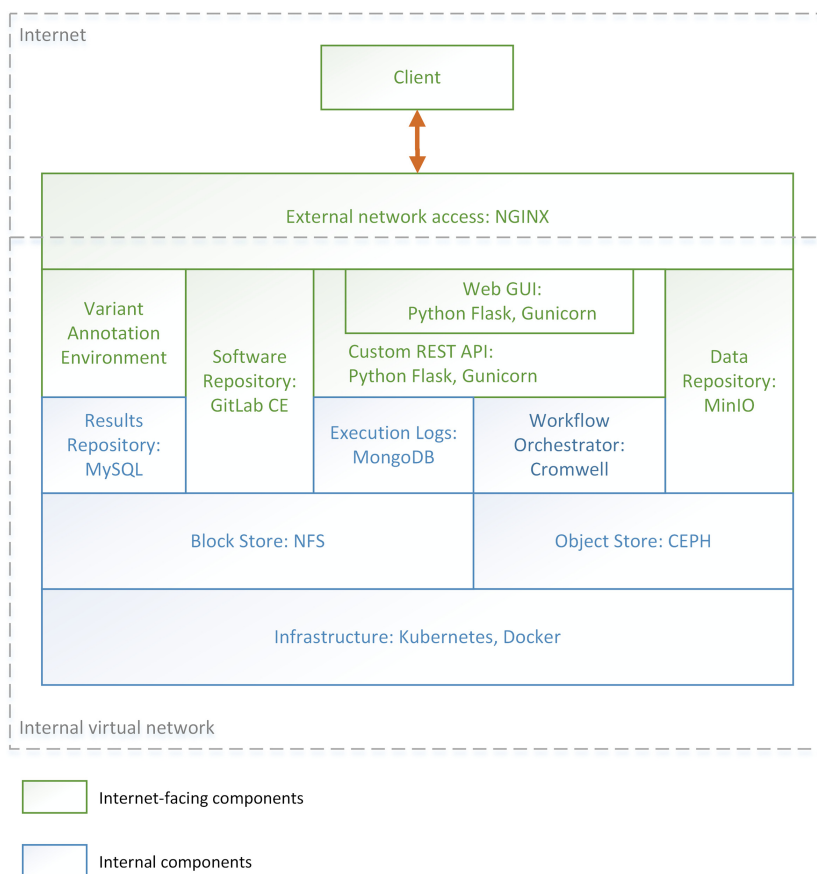 Internet
Client
External network access: NGINX
Variant
Annotation
Environment
Software
Repository:
GitLab CE
Web GUI:
Python Flask, Gunicorn
Custom REST API:
Python Flask, Gunicorn
Data
Repository:
MinIO
Results
Repository:
MySQL
Execution Logs:
MongoDB
Workflow
Orchestrator:
Cromwell
Block Store: NFS
Object Store: CEPH
Infrastructure: Kubernetes, Docker
Internal virtual network
Internet-facing components
Internal components